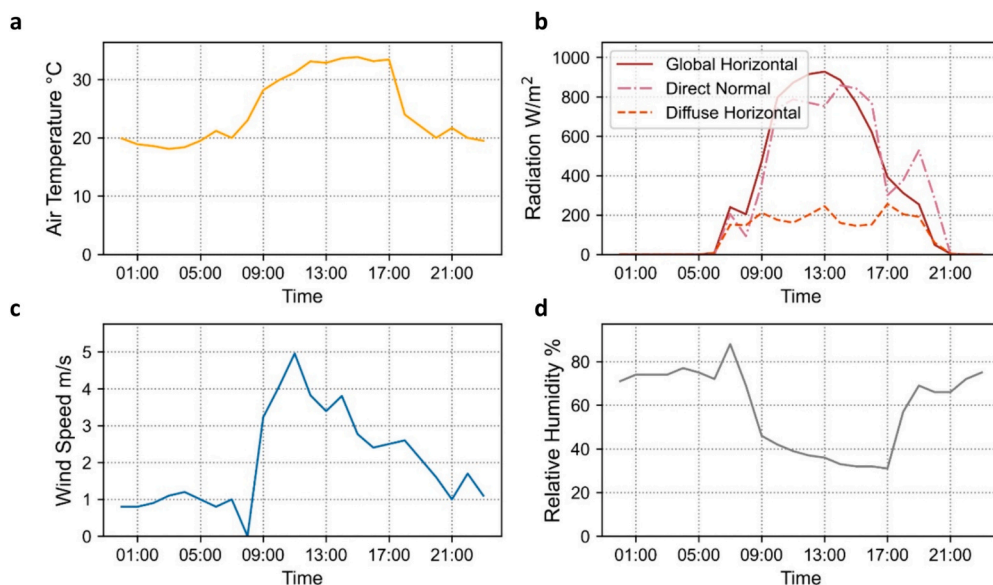 a
Air Temperature °C
30
20
10
0
01:00 05:00 09:00 13:00 17:00 21:00
Time
b
Radiation W/m²
1000
800
600
400
200
0
Global Horizontal
Direct Normal
Diffuse Horizontal
01:00 05:00 09:00 13:00 17:00 21:00
Time
c
Wind Speed m/s
5
4
3
2
1
0
01:00 05:00 09:00 13:00 17:00 21:00
Time
d
Relative Humidity %
80
60
40
20
0
01:00 05:00 09:00 13:00 17:00 21:00
Time